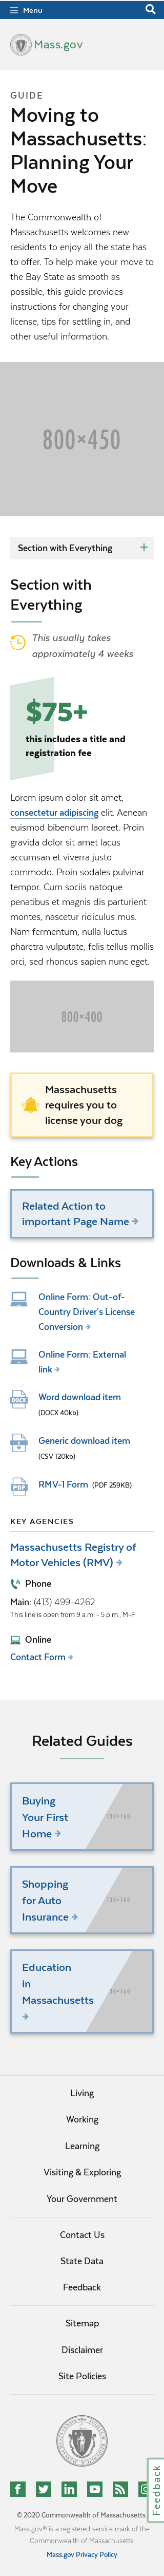 Menu
Mass.gov
GUIDE
Moving to
Massachusetts:
Planning Your
Move
The Commonwealth of
Massachusetts welcomes new
residents to enjoy all the state has
to offer. To help make your move to
the Bay State as smooth as
possible, this guide provides
instructions for changing your
license, tips for settling in, and
other useful information.
800×450
Section with Everything
Section with
Everything
This usually takes
approximately 4 weeks
$75+
this includes a title and
registration fee
Lorem ipsum dolor sit amet,
consectetur adipiscing elit. Aenean
euismod bibendum laoreet. Proin
gravida dolor sit amet lacus
accumsan et viverra justo
commodo. Proin sodales pulvinar
tempor. Cum sociis natoque
penatibus et magnis dis parturient
montes, nascetur ridiculus mus.
Nam fermentum, nulla luctus
pharetra vulputate, felis tellus mollis
orci, sed rhoncus sapien nunc eget.
800×400
Massachusetts
requires you to
license your dog
Key Actions
Related Action to
important Page Name
Downloads & Links
Online Form: Out-of-
Country Driver's License
Conversion
Online Form: External
link
DOCX
Word download item
(DOCX 40kb)
Generic download item
(CSV 120kb)
PDF
RMV-1 Form (PDF 259KB)
KEY AGENCIES
Massachusetts Registry of
Motor Vehicles (RMV)
Phone
Main: (413) 499-4262
This line is open from 9 a.m. - 5 p.m., M-F
Online
Contact Form
Related Guides
Buying
Your First
Home
Shopping
for Auto
Insurance
Education
in
Massachusetts
Living
Working
Learning
Visiting & Exploring
Your Government
Contact Us
State Data
Feedback
Sitemap
Disclaimer
Site Policies
Feedback
© 2020 Commonwealth of Massachusetts.
Mass.gov® is a registered service mark of the
Commonwealth of Massachusetts.
Mass.gov Privacy Policy